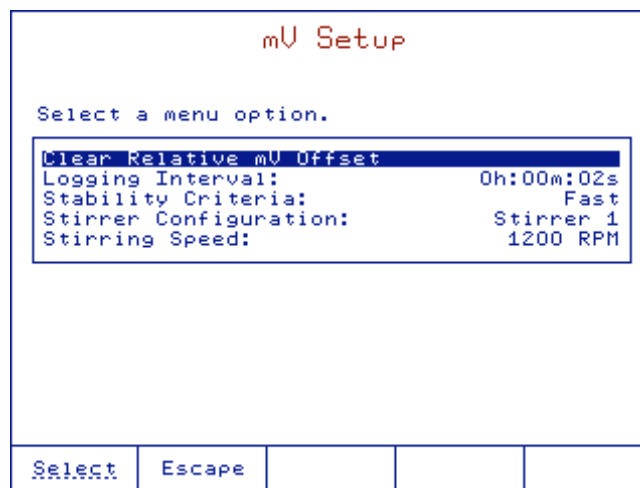 mV Setup
Select a menu option.
Clear Relative mV Offset
Logging Interval: 0h:00m:02s
Stability Criteria: Fast
Stirrer Configuration: Stirrer 1
Stirring Speed: 1200 RPM
Select Escape